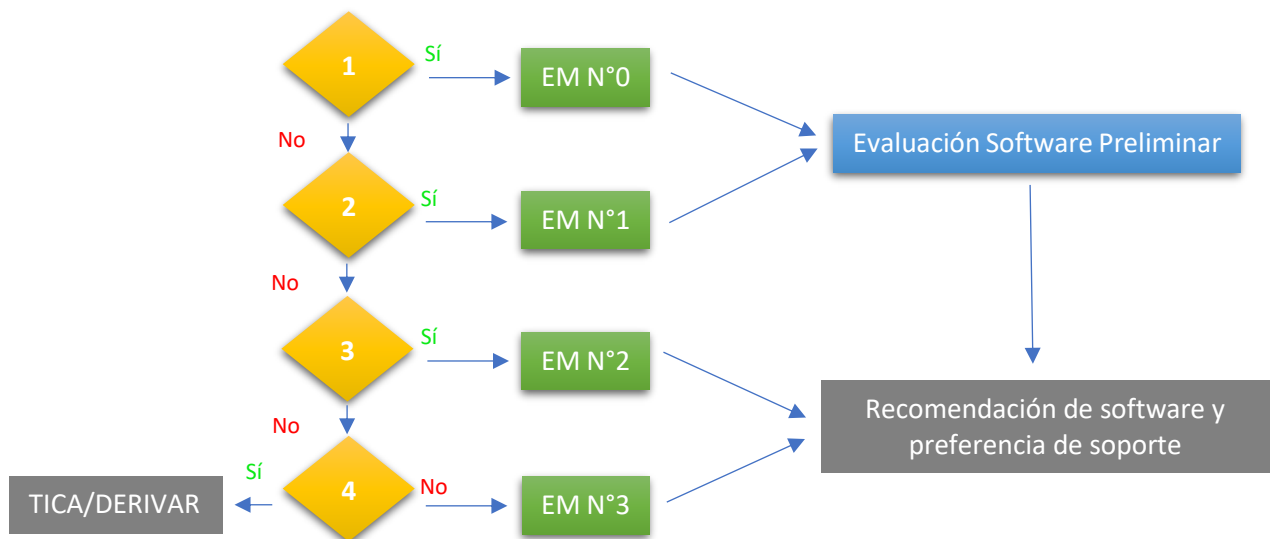 1
Sí
EM N°0
No
Evaluación Software Preliminar
2
Sí
EM N°1
No
3
Sí
EM N°2
No
Recomendación de software y
preferencia de soporte
Sí
4
No
EM N°3
TICA/DERIVAR